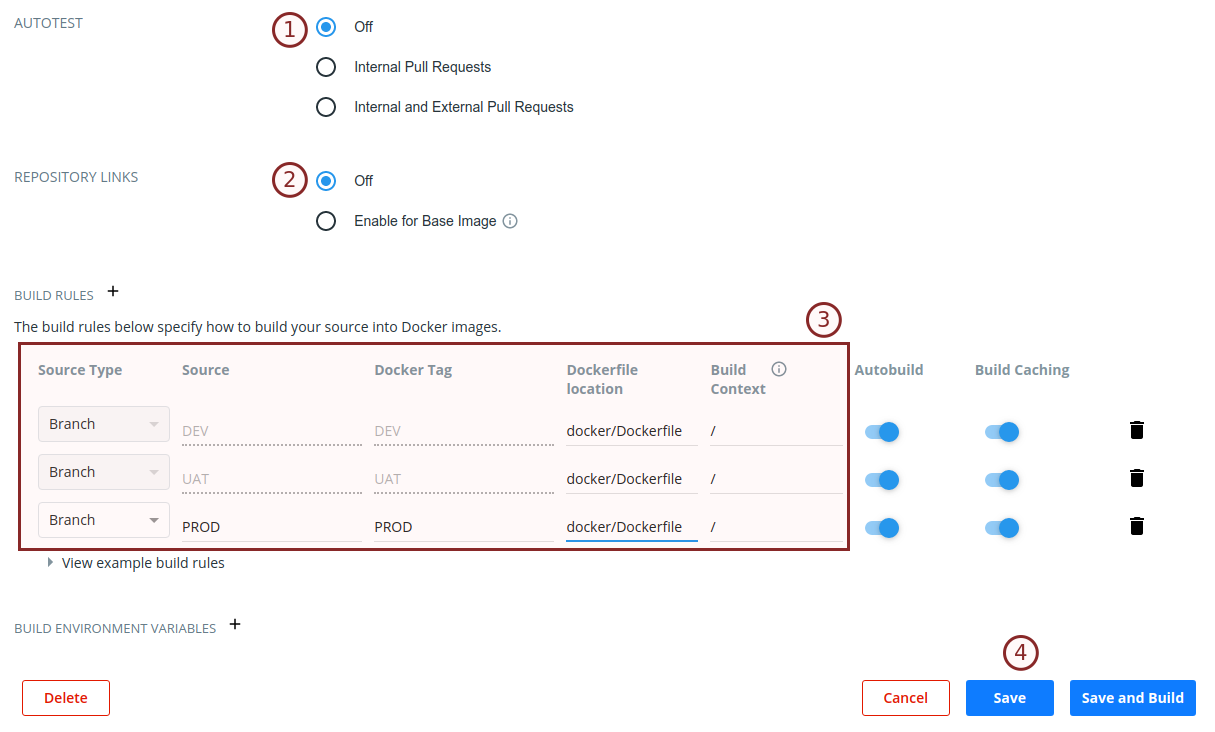 AUTOTEST
1 Off
Internal Pull Requests
Internal and External Pull Requests
REPOSITORY LINKS
2 Off
Enable for Base Image
BUILD RULES +
The build rules below specify how to build your source into Docker images.
3
Source Type Source Docker Tag Dockerfile location Build Context Autobuild Build Caching
Branch DEV DEV docker/Dockerfile /
Branch UAT UAT docker/Dockerfile /
Branch PROD PROD docker/Dockerfile /
View example build rules
BUILD ENVIRONMENT VARIABLES +
4
Delete Cancel Save Save and Build